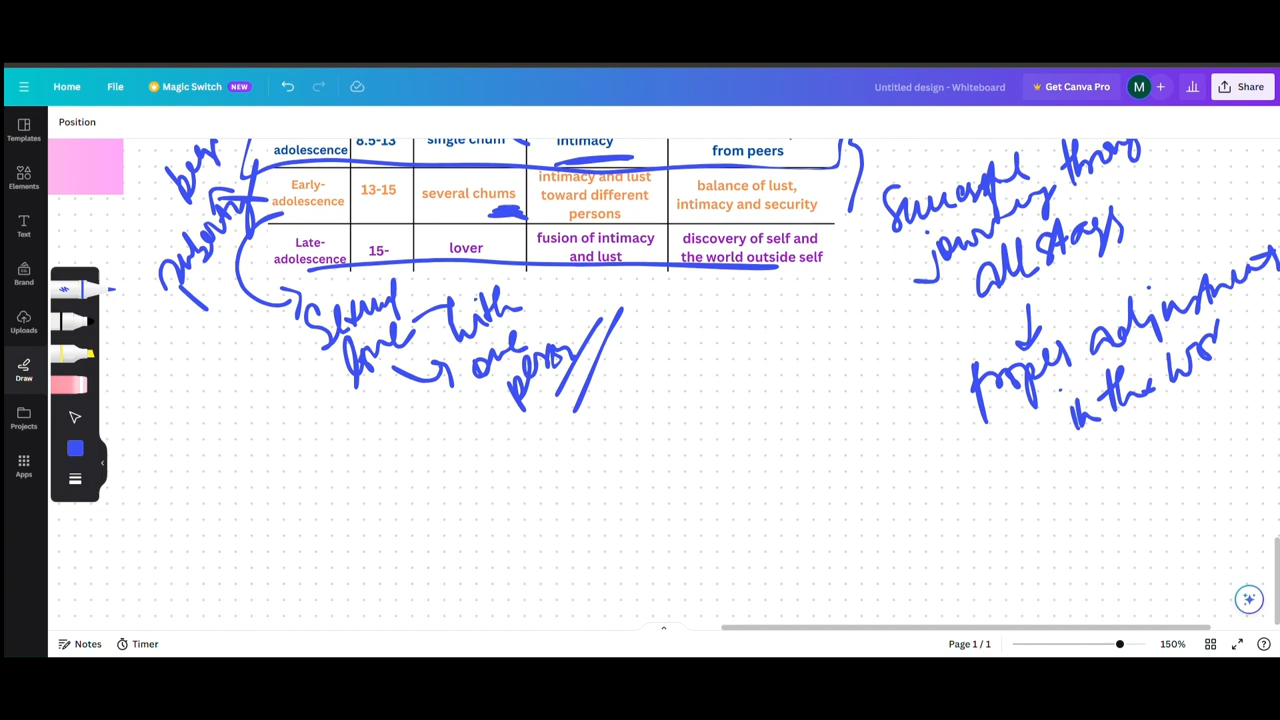 Home
File
Magic Switch NEW
Untitled design - Whiteboard
Get Canva Pro
M
+
Share
Position
Templates
Elements
Text
Brand
Uploads
Draw
Projects
Apps
adolescence
8.5-13
single chum
intimacy
from peers
Early-
adolescence
13-15
several chums
intimacy and lust
toward different
persons
balance of lust,
intimacy and security
Late-
adolescence
15-
lover
fusion of intimacy
and lust
discovery of self and
the world outside self
love
with
one
person
successful
journey through
all stages
proper adjustment
in the wor
Notes
Timer
Page 1 / 1
150%